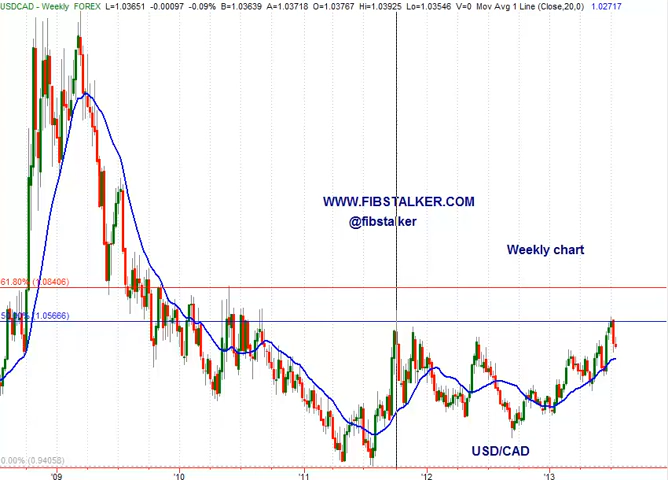 USDCAD - Weekly FOREX L=1.03651 -0.00097 -0.09% B=1.03639 A=1.03718 O=1.03767 Hi=1.03925 Lo=1.03546 V=0 Mov Avg 1 Line (Close,20,0) 1.02717
WWW.FIBSTALKER.COM
@fibstalker
Weekly chart
61.80% (1.08406)
50.00% (1.05666)
USD/CAD
0.00% (0.94058)
'09 '10 '11 '12 '13